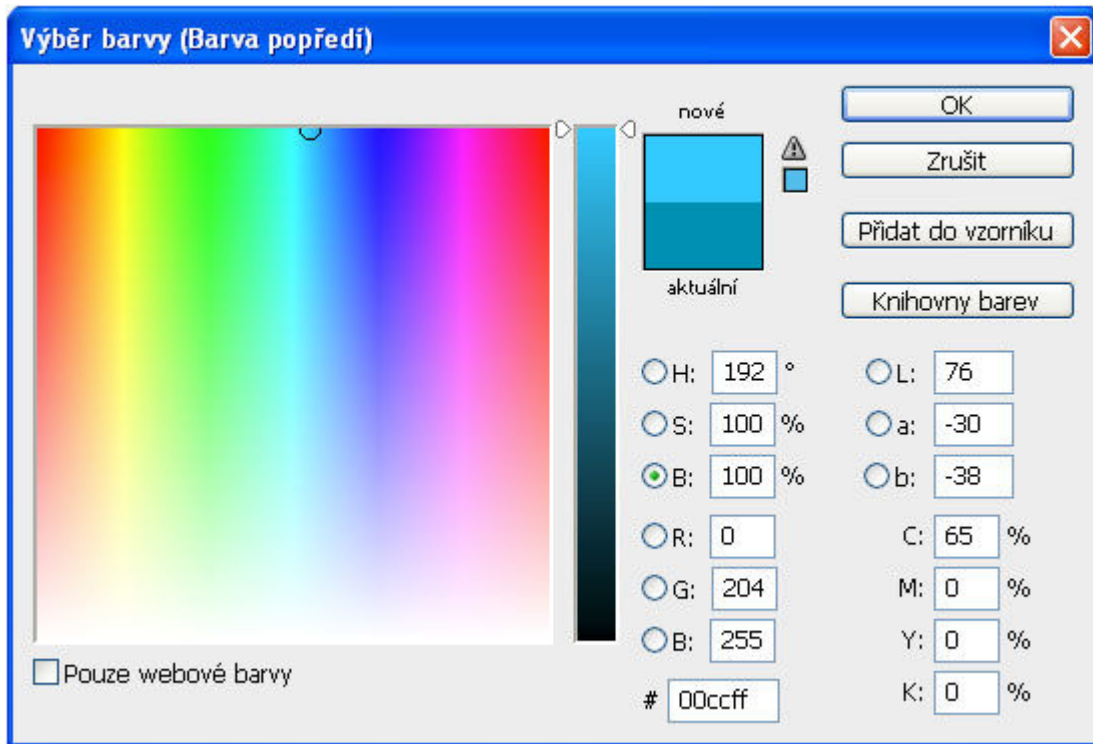 Výběr barvy (Barva popředí)
nové
aktuální
OK
Zrušit
Přidat do vzorníku
Knihovny barev
H: 192 °
S: 100 %
B: 100 %
R: 0
G: 204
B: 255
# 00ccff
L: 76
a: -30
b: -38
C: 65 %
M: 0 %
Y: 0 %
K: 0 %
Pouze webové barvy